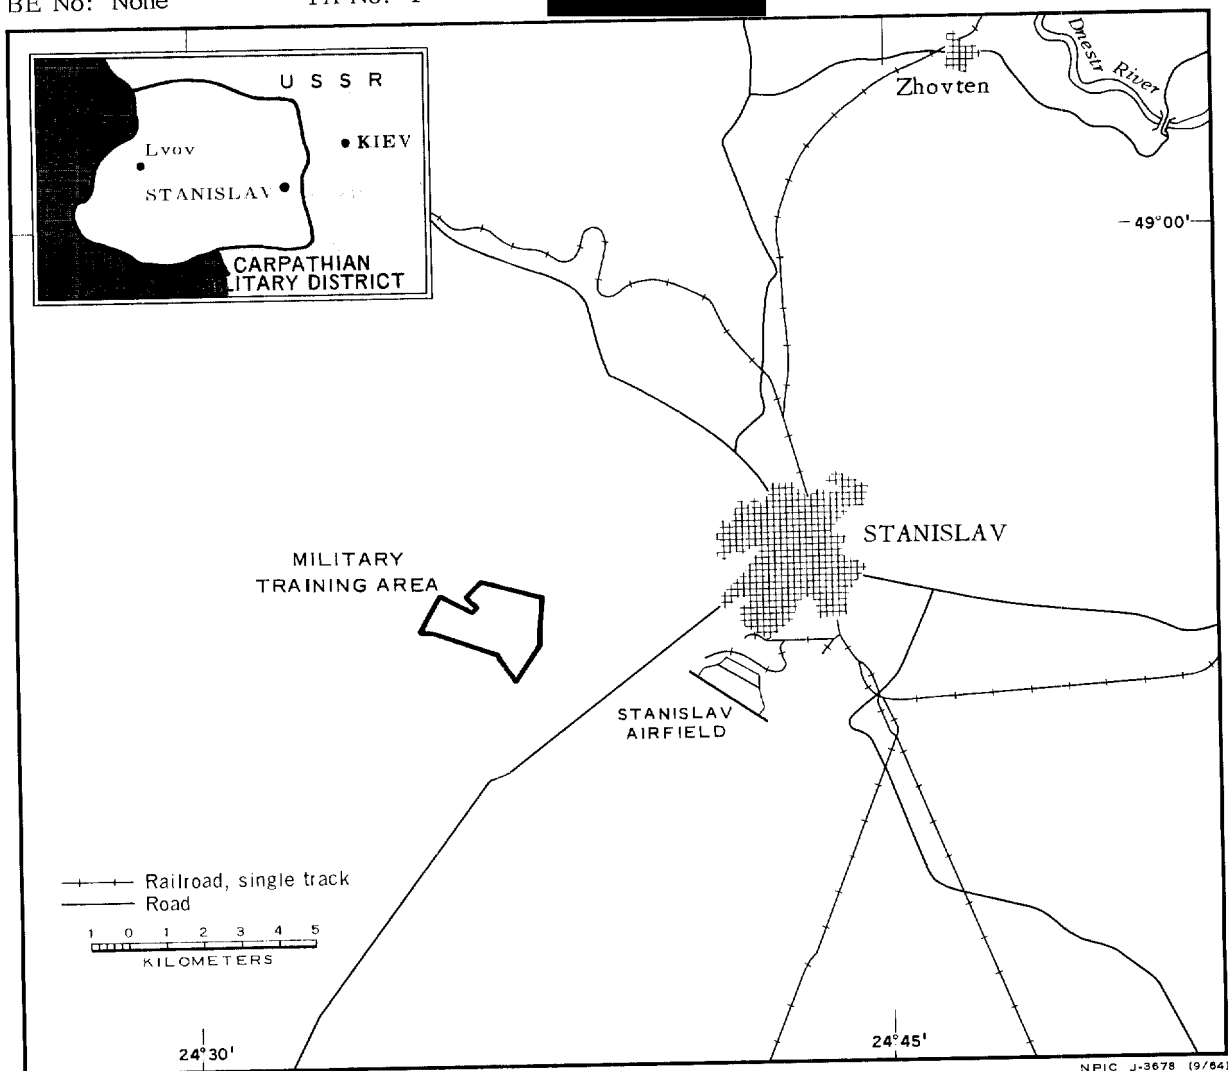 BE No: None
USSR
KIEV
Lvov
STANISLAV
CARPATHIAN
LITARY DISTRICT
Zhovten
Dnestr River
49°00'
STANISLAV
MILITARY
TRAINING AREA
STANISLAV
AIRFIELD
Railroad, single track
Road
1 0 1 2 3 4 5
KILOMETERS
24°30'
24°45'
NPIC J-3678 (9/64)